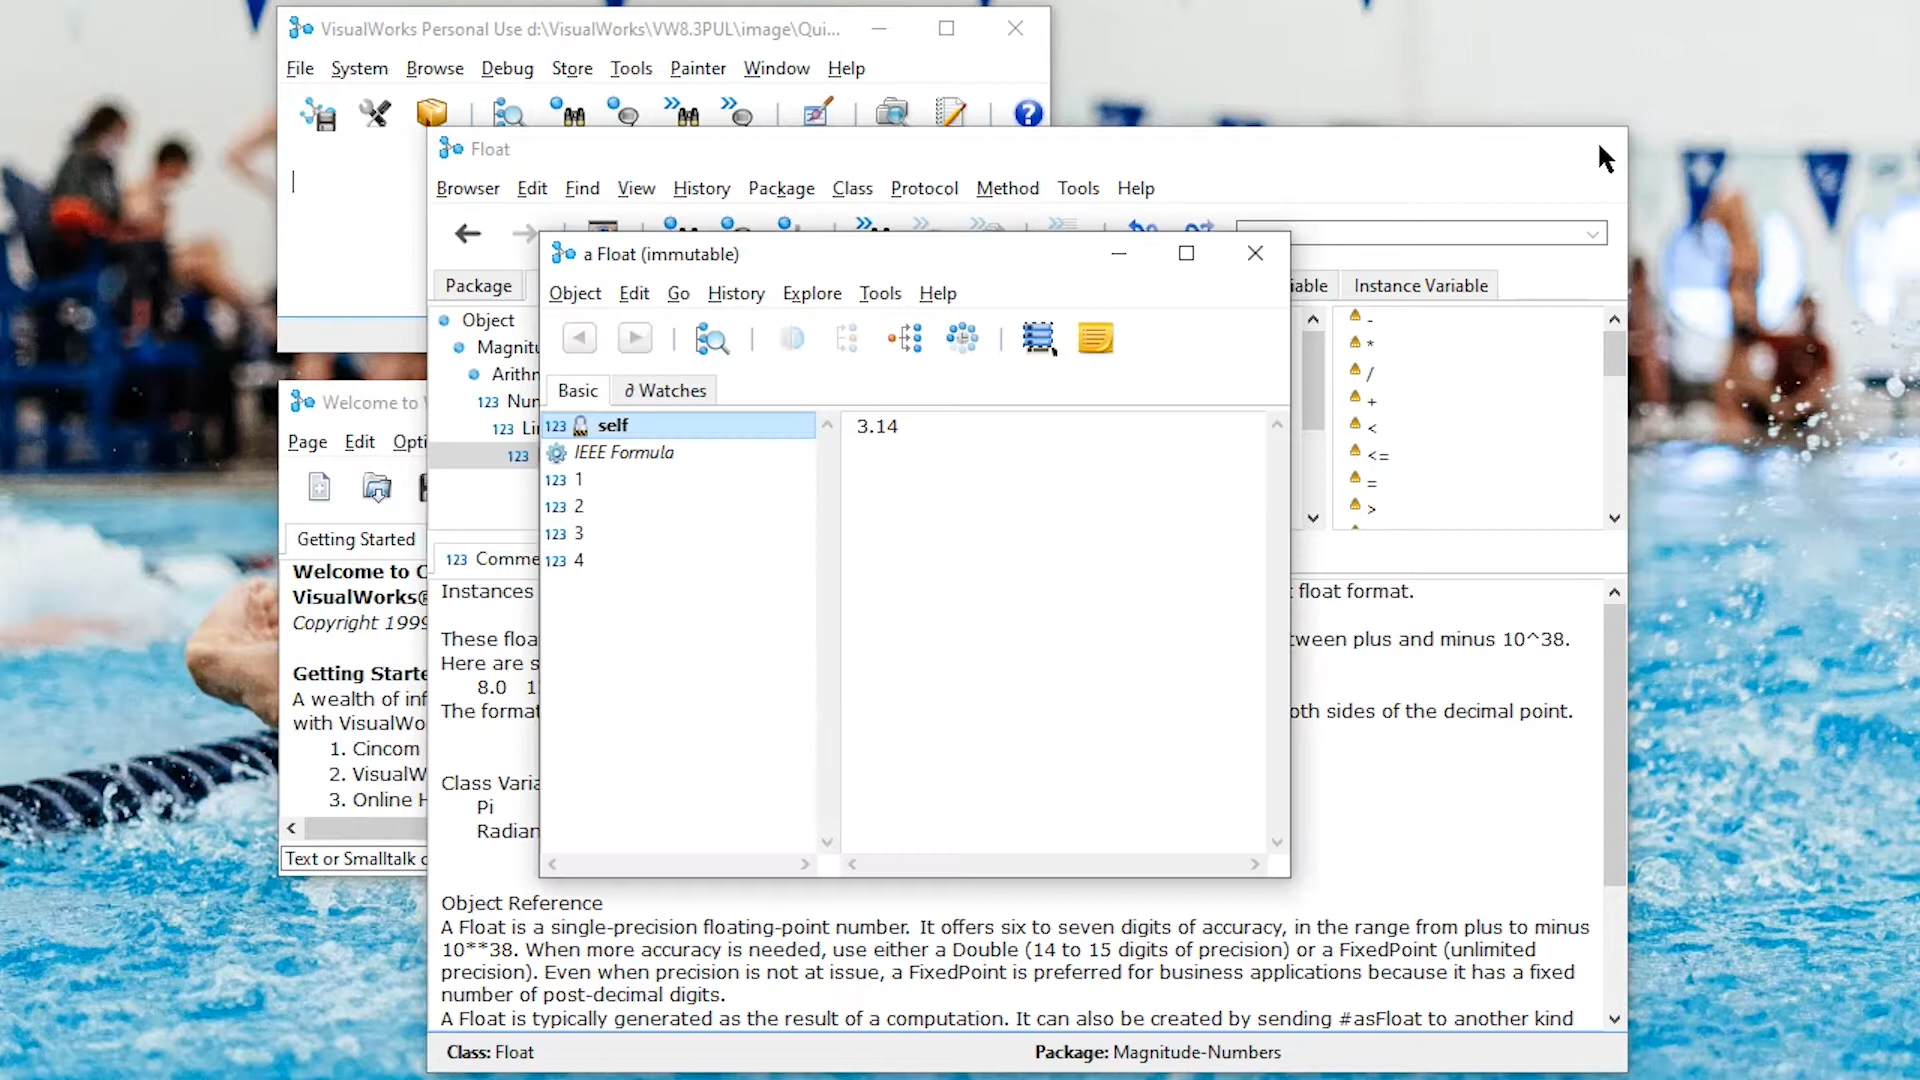 VisualWorks Personal Use d:\VisualWorks\VW8.3PUL\image\Qui...
File System Browse Debug Store Tools Painter Window Help
Float
Browser Edit Find View History Package Class Protocol Method Tools Help
a Float (immutable)
Object Edit Go History Explore Tools Help
Package
Instance Variable
Object
Basic
∂ Watches
123 self
IEEE Formula
123 1
123 2
123 3
123 4
3.14
123
123
123
-
*
/
+
<
<=
=
>
Welcome to
Page Edit
Getting Started
Welcome to
VisualWorks®
Copyright 1999
Getting
A wealth of
with
1. Cincom
2.
3. Online
Text or Smalltalk
123
Instances
float format.
These
plus and minus 10^38.
Here are
8.0
The
sides of the decimal point.
Class
Pi
Object Reference
A Float is a single-precision floating-point number. It offers six to seven digits of accuracy, in the range from plus to minus
10**38. When more accuracy is needed, use either a Double (14 to 15 digits of precision) or a FixedPoint (unlimited
precision). Even when precision is not at issue, a FixedPoint is preferred for business applications because it has a fixed
number of post-decimal digits.
A Float is typically generated as the result of a computation. It can also be created by sending #asFloat to another kind
Class: Float
Package: Magnitude-Numbers